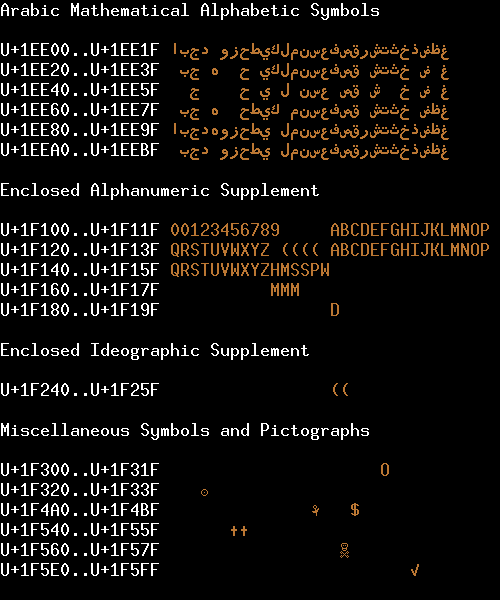 Arabic Mathematical Alphabetic Symbols
U+1EE00..U+1EE1F ابجد وزحطيكلمنسعفصقرشتثخذضظغ
U+1EE20..U+1EE3F بج ه ح يكلمنسعفصق شتثخ ض غ
U+1EE40..U+1EE5F ج ح ي ل نسع صق ش خ ض غ
U+1EE60..U+1EE7F بج ه حطيك منسعفصق شتثخ ضظغ
U+1EE80..U+1EE9F ابجدهوزحطي لمنسعفصقرشتثخذضظغ
U+1EEA0..U+1EEBF بجد وزحطي لمنسعفصقرشتثخذضظغ
Enclosed Alphanumeric Supplement
U+1F100..U+1F11F 00123456789 ABCDEFGHIJKLMNOP
U+1F120..U+1F13F QRSTUVWXYZ (((( ABCDEFGHIJKLMNOP
U+1F140..U+1F15F QRSTUVWXYZHMSSPW
U+1F160..U+1F17F MMM
U+1F180..U+1F19F D
Enclosed Ideographic Supplement
U+1F240..U+1F25F ((
Miscellaneous Symbols and Pictographs
U+1F300..U+1F31F O
U+1F320..U+1F33F ☉
U+1F4A0..U+1F4BF ⚘ $
U+1F540..U+1F55F ✝✝
U+1F560..U+1F57F ☠
U+1F5E0..U+1F5FF √